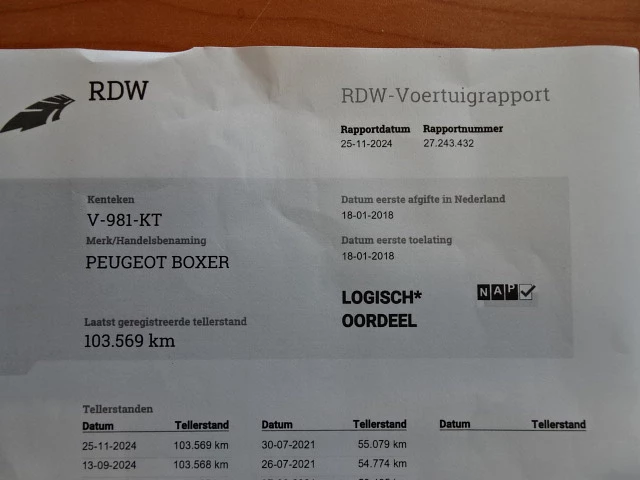 RDW
RDW-Voertuigrapport
Rapportdatum Rapportnummer
25-11-2024 27.243.432
Kenteken
V-981-KT
Merk/Handelsbenaming
PEUGEOT BOXER
Datum eerste afgifte in Nederland
18-01-2018
Datum eerste toelating
18-01-2018
LOGISCH*
OORDEEL
NAP
Laatst geregistreerde tellerstand
103.569 km
Tellerstanden
Datum Tellerstand Datum Tellerstand Datum Tellerstand
25-11-2024 103.569 km 30-07-2021 55.079 km
13-09-2024 103.568 km 26-07-2021 54.774 km